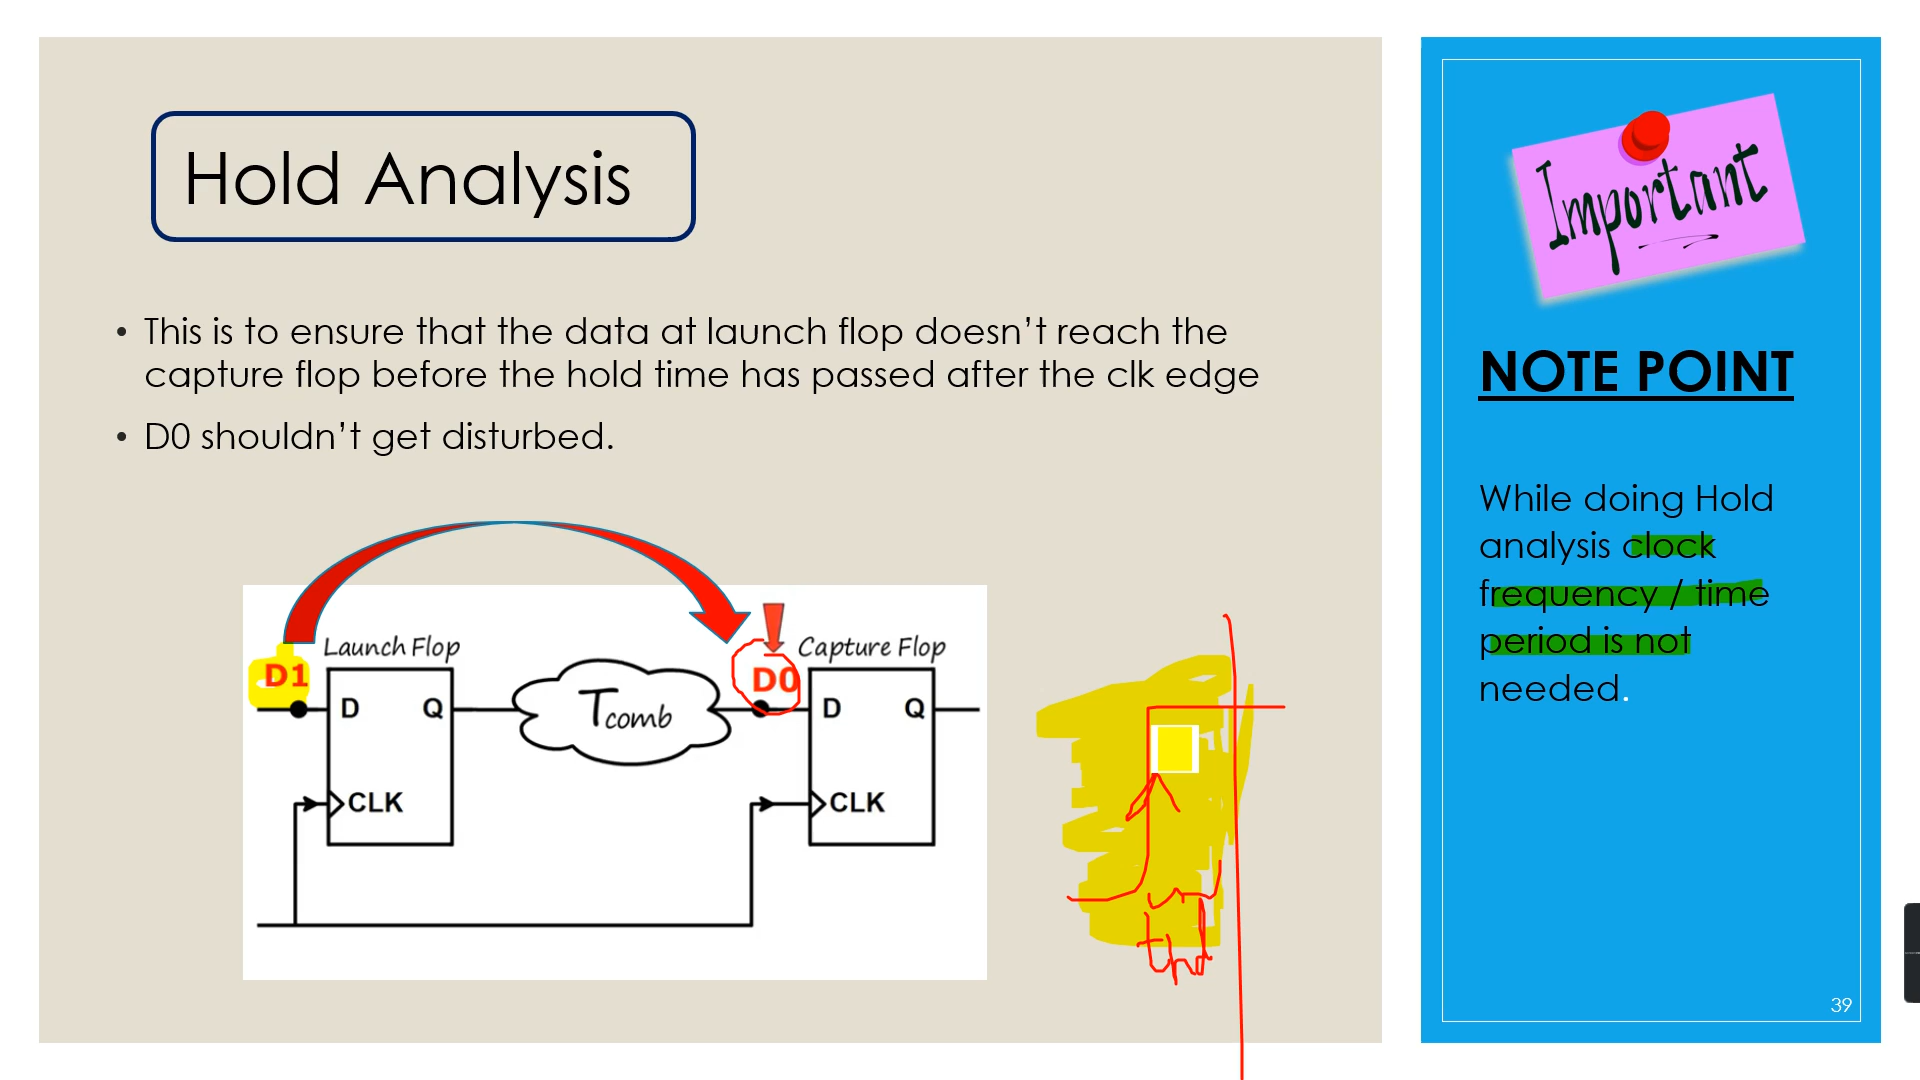 Hold Analysis
• This is to ensure that the data at launch flop doesn’t reach the
capture flop before the hold time has passed after the clk edge
• D0 shouldn’t get disturbed.
Launch Flop
Capture Flop
D1
D0
D Q
Tcomb
D Q
CLK
CLK
thd
Important
NOTE POINT
While doing Hold
analysis clock
frequency / time
period is not
needed.
39